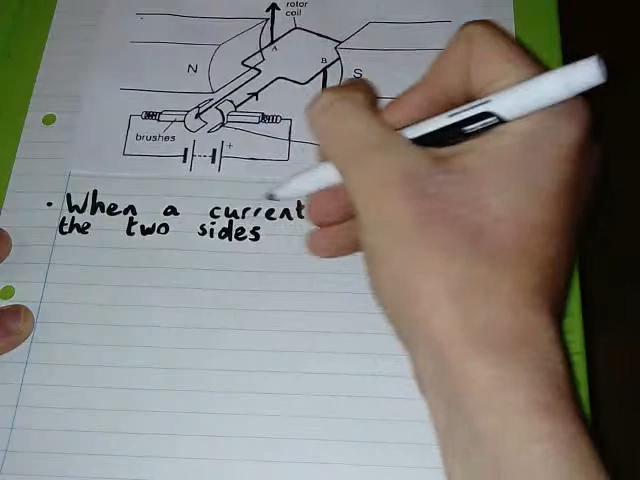 rotor
coil
A
B
N
S
brushes
+
• When a current
the two sides